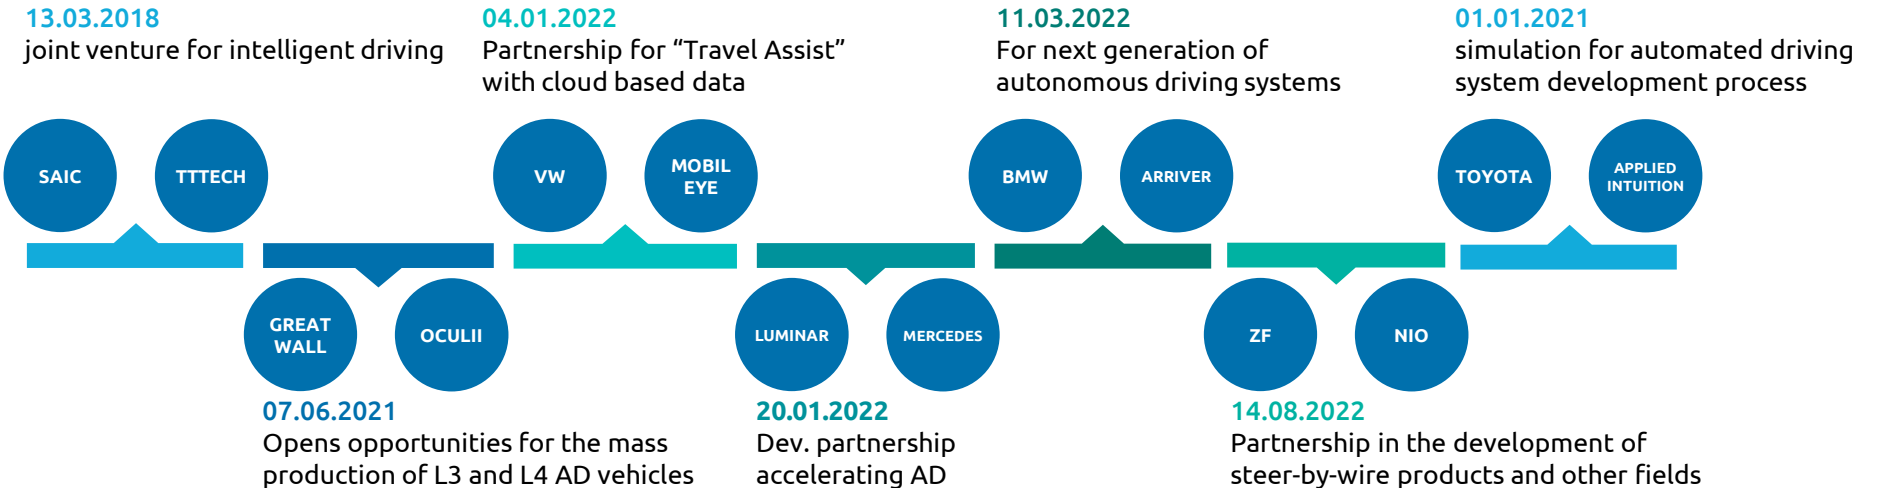 13.03.2018
joint venture for intelligent driving
04.01.2022
Partnership for “Travel Assist”
with cloud based data
11.03.2022
For next generation of
autonomous driving systems
01.01.2021
simulation for automated driving
system development process
SAIC
TTTECH
VW
MOBIL
EYE
BMW
ARRIVER
TOYOTA
APPLIED
INTUITION
GREAT
WALL
OCULII
LUMINAR
MERCEDES
ZF
NIO
07.06.2021
Opens opportunities for the mass
production of L3 and L4 AD vehicles
20.01.2022
Dev. partnership
accelerating AD
14.08.2022
Partnership in the development of
steer-by-wire products and other fields